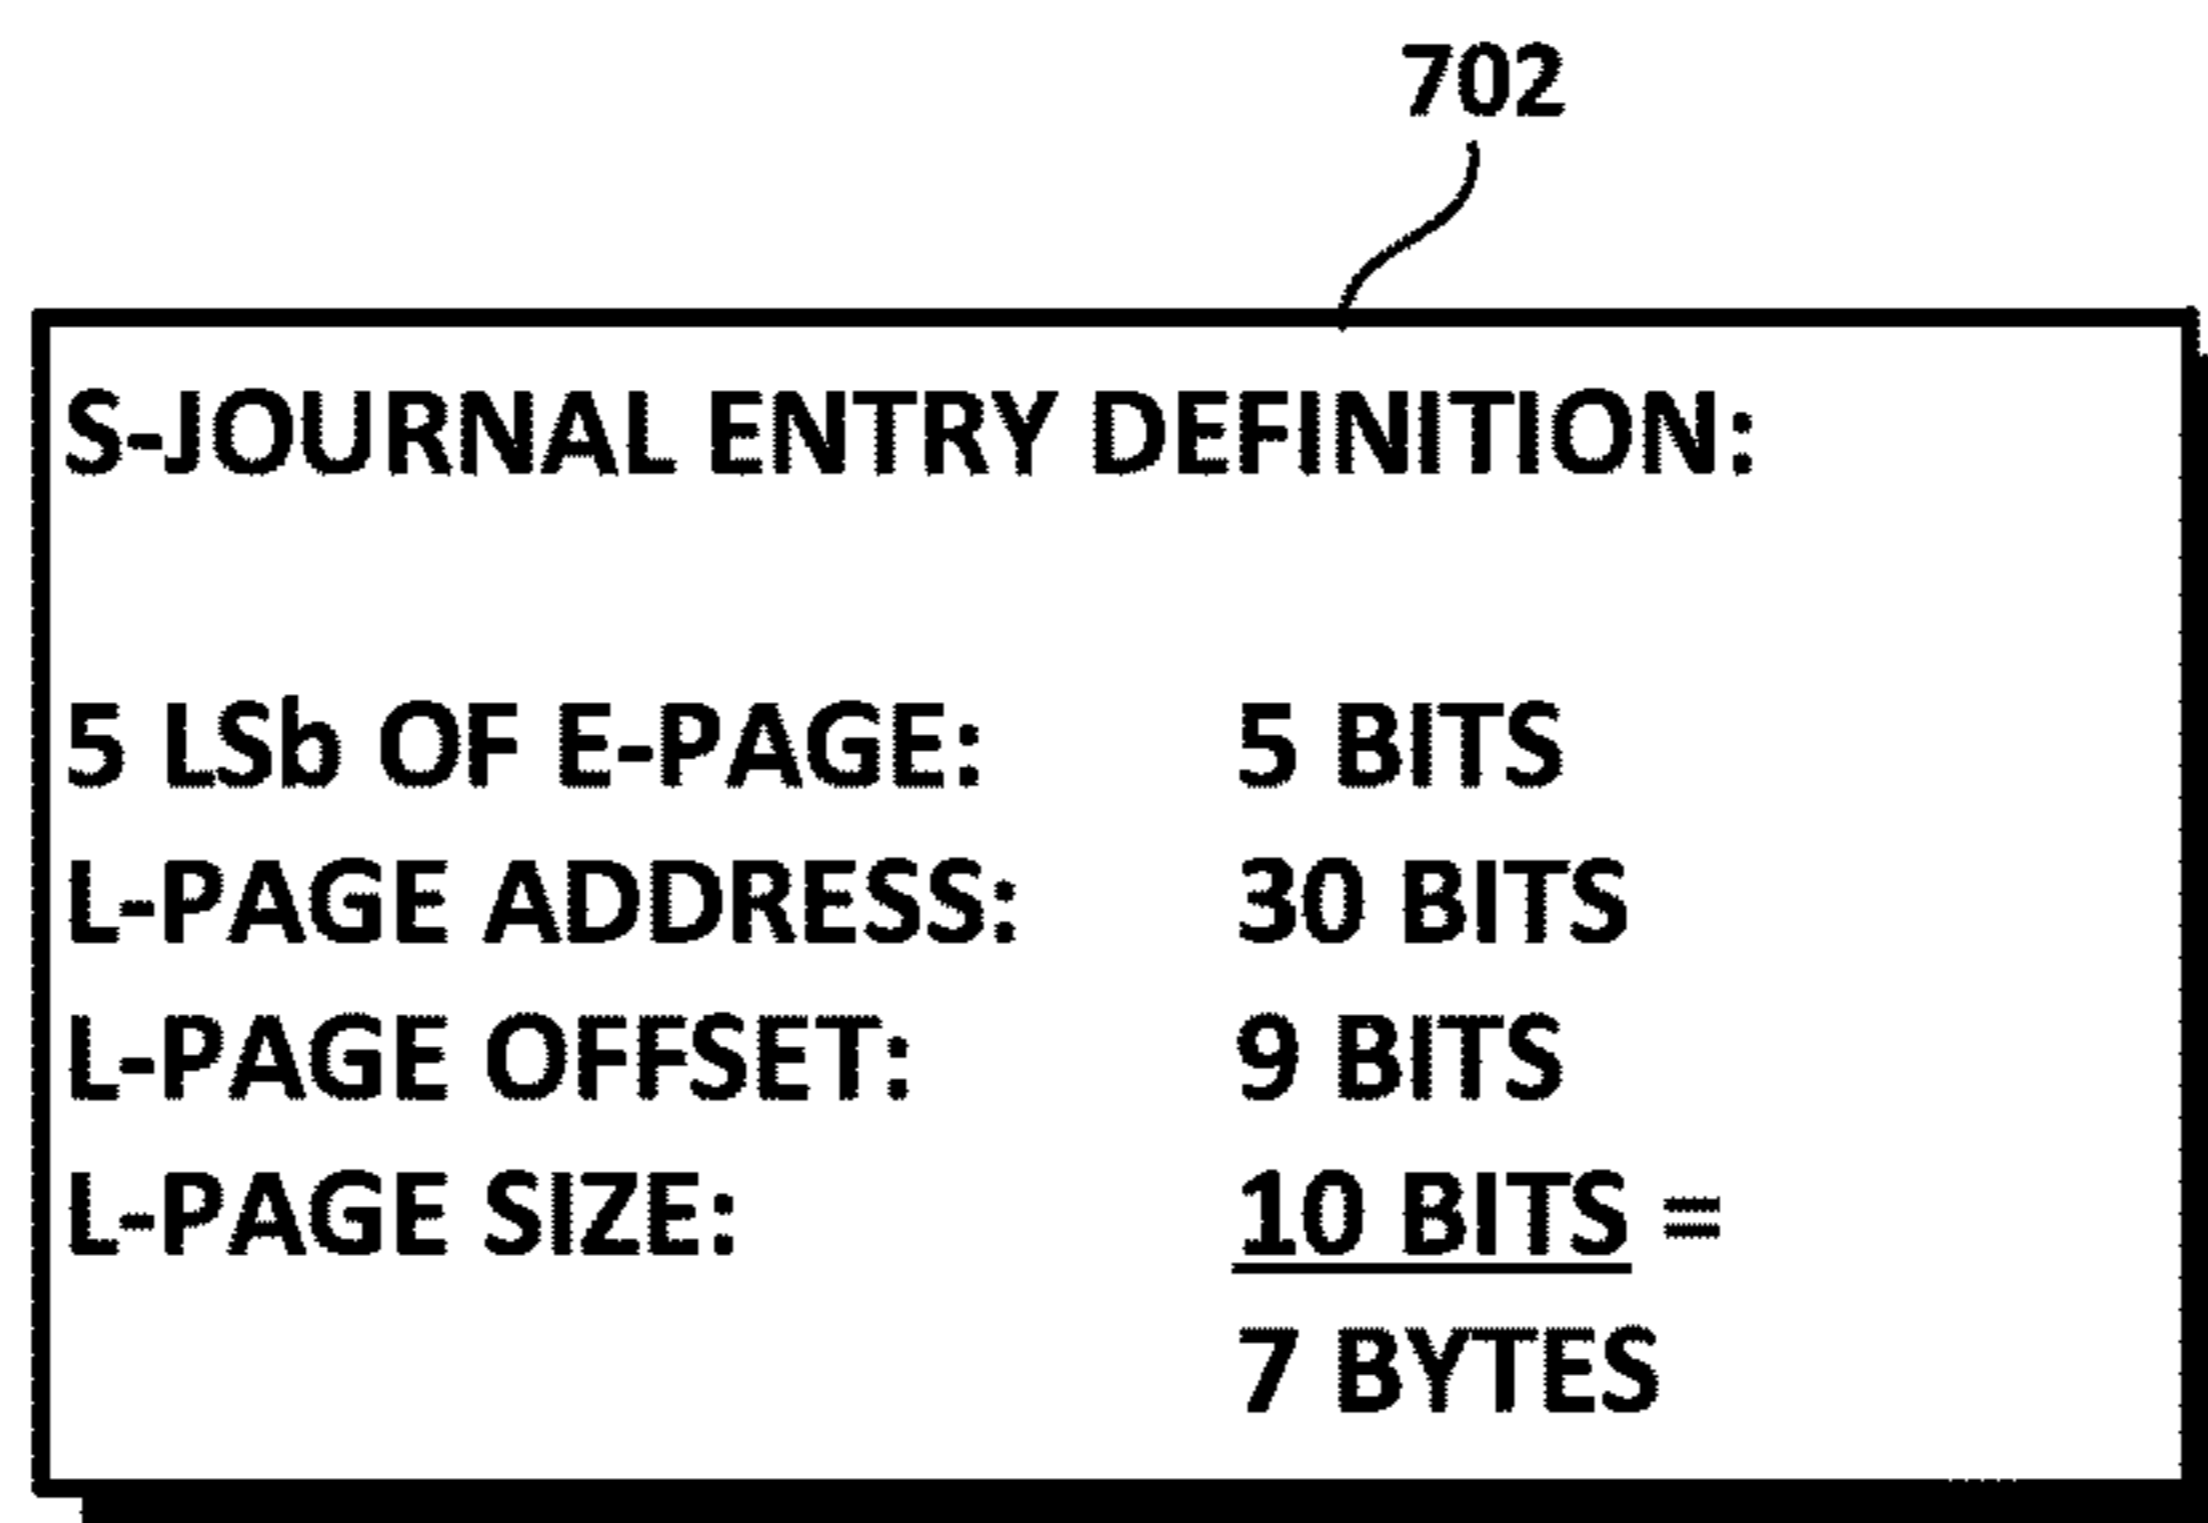 702
S-JOURNAL ENTRY DEFINITION:
5 LSb OF E-PAGE: 5 BITS
L-PAGE ADDRESS: 30 BITS
L-PAGE OFFSET: 9 BITS
L-PAGE SIZE: 10 BITS =
7 BYTES